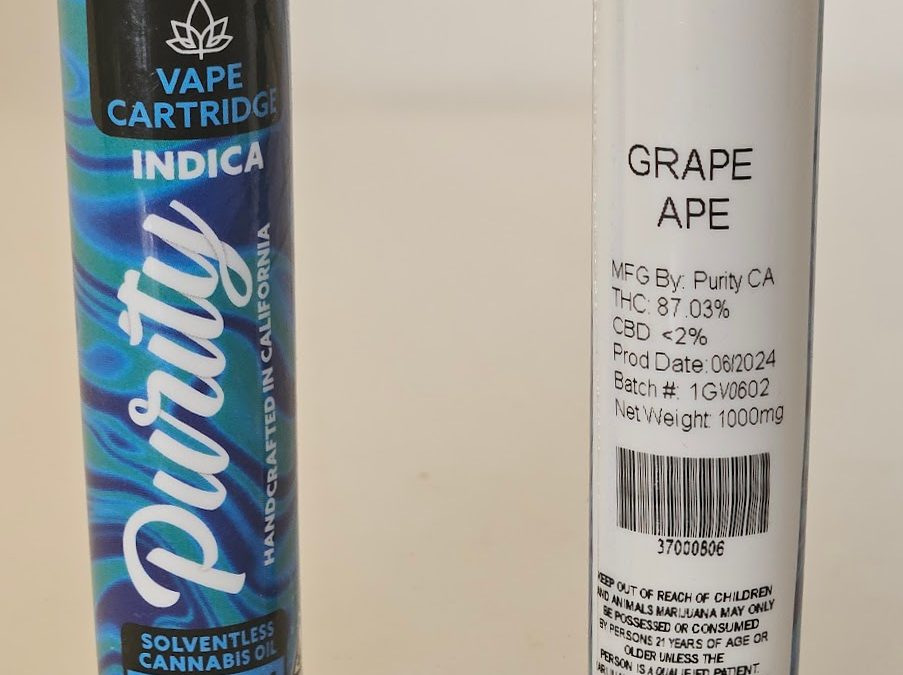 VAPE
CARTRIDGE
INDICA
Purity
HANDCRAFTED IN CALIFORNIA
SOLVENTLESS
CANNABIS OIL
GRAPE
APE
MFG By: Purity CA
THC: 87.03%
CBD <2%
Prod Date: 06/2024
Batch #: 1GV0602
Net Weight: 1000mg
37000806
KEEP OUT OF REACH OF CHILDREN
AND ANIMALS MARIJUANA MAY ONLY
BE POSSESSED OR CONSUMED
BY PERSONS 21 YEARS OF AGE OR
OLDER UNLESS THE
PERSON IS A QUALIFIED PATIENT.